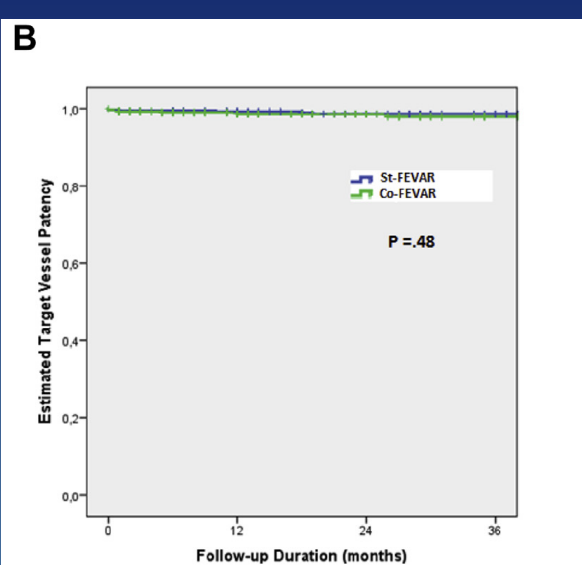 B
Estimated Target Vessel Patency
1,0
0,8
0,6
0,4
0,2
0,0
St-FEVAR
Co-FEVAR
P =.48
0 12 24 36
Follow-up Duration (months)